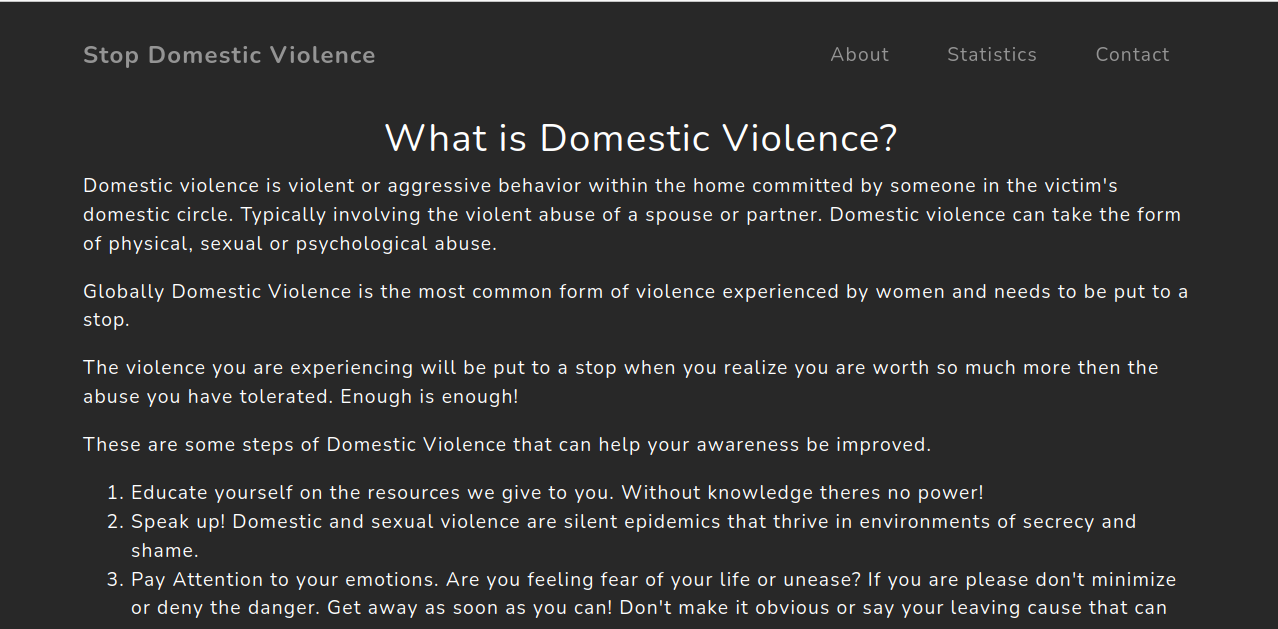 Stop Domestic Violence
About Statistics Contact
What is Domestic Violence?
Domestic violence is violent or aggressive behavior within the home committed by someone in the victim's
domestic circle. Typically involving the violent abuse of a spouse or partner. Domestic violence can take the form
of physical, sexual or psychological abuse.
Globally Domestic Violence is the most common form of violence experienced by women and needs to be put to a
stop.
The violence you are experiencing will be put to a stop when you realize you are worth so much more then the
abuse you have tolerated. Enough is enough!
These are some steps of Domestic Violence that can help your awareness be improved.
1. Educate yourself on the resources we give to you. Without knowledge theres no power!
2. Speak up! Domestic and sexual violence are silent epidemics that thrive in environments of secrecy and
shame.
3. Pay Attention to your emotions. Are you feeling fear of your life or unease? If you are please don't minimize
or deny the danger. Get away as soon as you can! Don't make it obvious or say your leaving cause that can